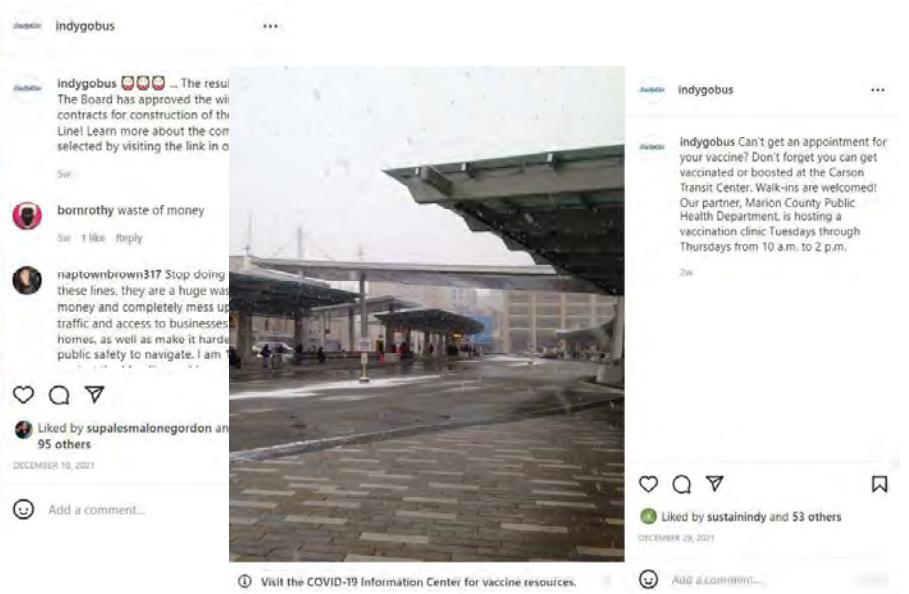 indygobus
indygobus ... The resul
The Board has approved the wi
contracts for construction of th
Line! Learn more about the com
selected by visiting the link in o
5w
bornrothy waste of money
5w 1 like Reply
naptownbrown317 Stop doing
these lines, they are a huge was
money and completely mess up
traffic and access to businesses
homes, as well as make it harde
public safety to navigate. I am
Liked by supalesmalonegordon an
95 others
DECEMBER 10, 2021
Add a comment...
Visit the COVID-19 Information Center for vaccine resources.
indygobus
indygobus Can't get an appointment for
your vaccine? Don't forget you can get
vaccinated or boosted at the Carson
Transit Center. Walk-ins are welcomed!
Our partner, Marion County Public
Health Department, is hosting a
vaccination clinic Tuesdays through
Thursdays from 10 a.m. to 2 p.m.
2w
Liked by sustainindy and 53 others
DECEMBER 29, 2021
Add a comment...